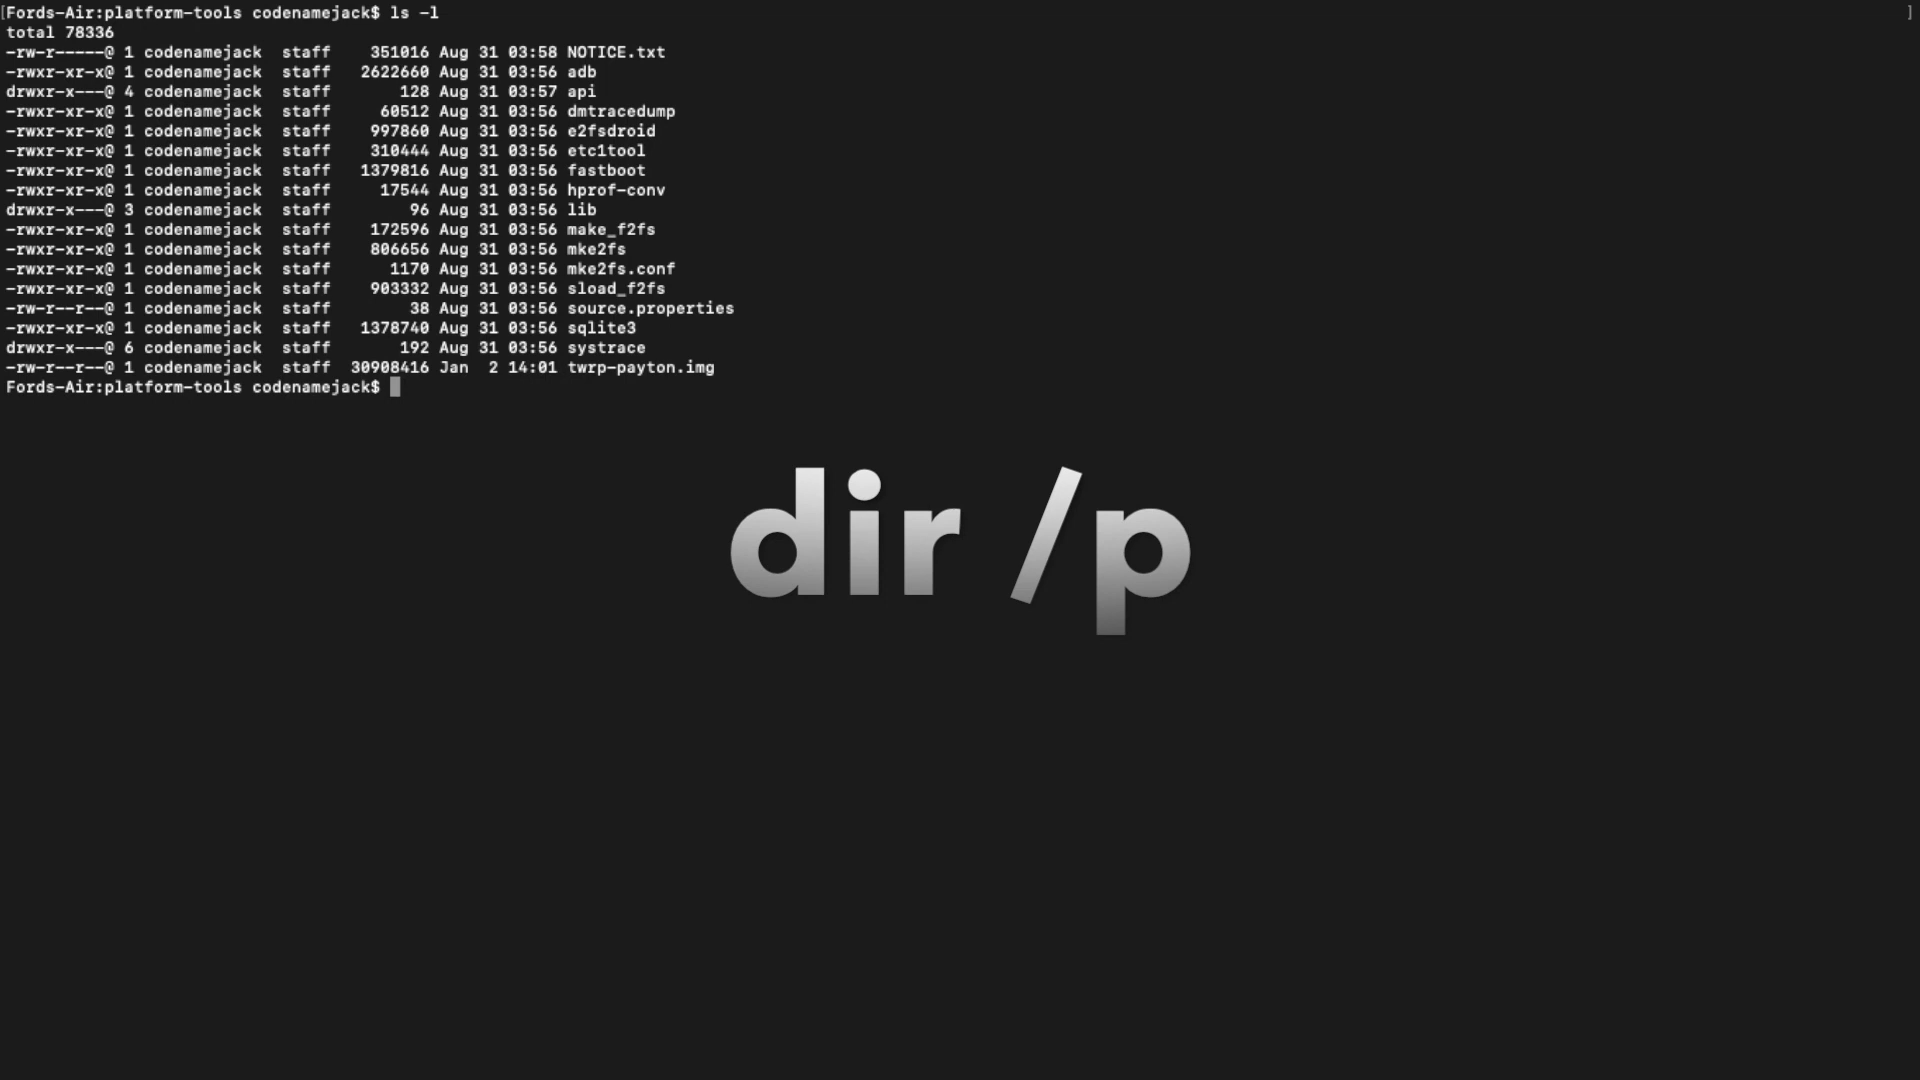 [Fords-Air:platform-tools codenamejack$ ls -l ]
total 78336
-rw-r-----@ 1 codenamejack  staff    351016 Aug 31 03:58 NOTICE.txt
-rwxr-xr-x@ 1 codenamejack  staff   2622660 Aug 31 03:56 adb
drwxr-x---@ 4 codenamejack  staff       128 Aug 31 03:57 api
-rwxr-xr-x@ 1 codenamejack  staff     60512 Aug 31 03:56 dmtracedump
-rwxr-xr-x@ 1 codenamejack  staff    997860 Aug 31 03:56 e2fsdroid
-rwxr-xr-x@ 1 codenamejack  staff    310444 Aug 31 03:56 etc1tool
-rwxr-xr-x@ 1 codenamejack  staff   1379816 Aug 31 03:56 fastboot
-rwxr-xr-x@ 1 codenamejack  staff     17544 Aug 31 03:56 hprof-conv
drwxr-x---@ 3 codenamejack  staff        96 Aug 31 03:56 lib
-rwxr-xr-x@ 1 codenamejack  staff    172596 Aug 31 03:56 make_f2fs
-rwxr-xr-x@ 1 codenamejack  staff    806656 Aug 31 03:56 mke2fs
-rwxr-xr-x@ 1 codenamejack  staff      1170 Aug 31 03:56 mke2fs.conf
-rwxr-xr-x@ 1 codenamejack  staff    903332 Aug 31 03:56 sload_f2fs
-rw-r--r--@ 1 codenamejack  staff        38 Aug 31 03:56 source.properties
-rwxr-xr-x@ 1 codenamejack  staff   1378740 Aug 31 03:56 sqlite3
drwxr-x---@ 6 codenamejack  staff       192 Aug 31 03:56 systrace
-rw-r--r--@ 1 codenamejack  staff  30908416 Jan  2 14:01 twrp-payton.img
Fords-Air:platform-tools codenamejack$
dir /p